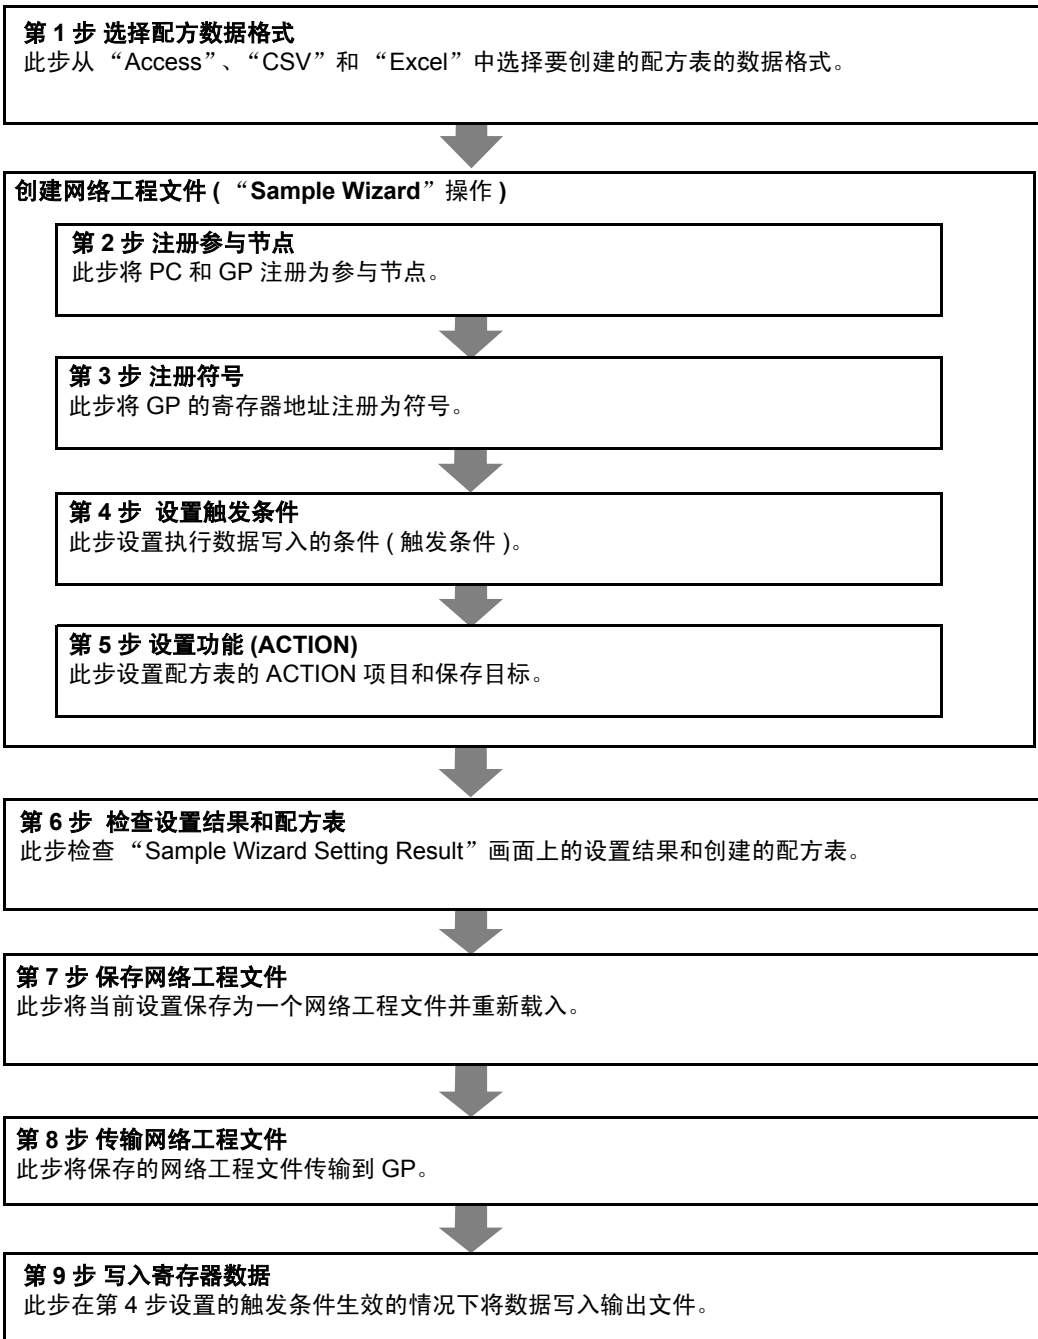 第 1 步 选择配方数据格式
此步从 “Access”、“CSV”和 “Excel”中选择要创建的配方表的数据格式。
创建网络工程文件 ( “Sample Wizard”操作 )
第 2 步 注册参与节点
此步将 PC 和 GP 注册为参与节点。
第 3 步 注册符号
此步将 GP 的寄存器地址注册为符号。
第 4 步 设置触发条件
此步设置执行数据写入的条件 ( 触发条件 )。
第 5 步 设置功能 (ACTION)
此步设置配方表的 ACTION 项目和保存目标。
第 6 步 检查设置结果和配方表
此步检查 “Sample Wizard Setting Result”画面上的设置结果和创建的配方表。
第 7 步 保存网络工程文件
此步将当前设置保存为一个网络工程文件并重新载入。
第 8 步 传输网络工程文件
此步将保存的网络工程文件传输到 GP。
第 9 步 写入寄存器数据
此步在第 4 步设置的触发条件生效的情况下将数据写入输出文件。